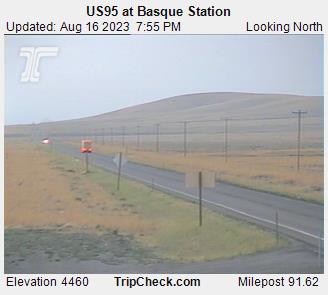 US95 at Basque Station
Updated: Aug 16 2023 7:55 PM Looking North
Elevation 4460 TripCheck.com Milepost 91.62